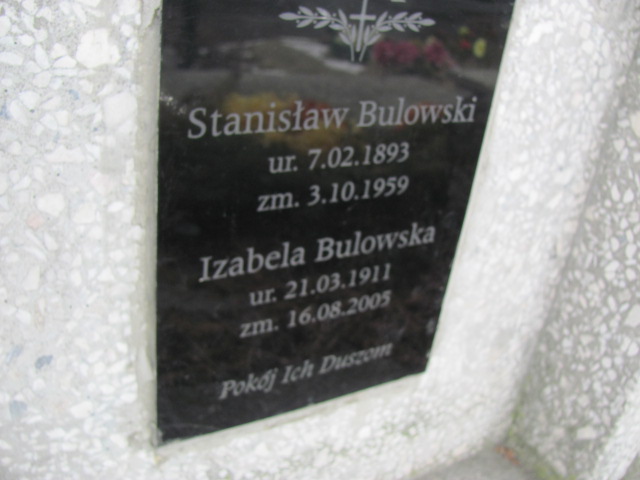 Stanisław Bulowski
ur. 7.02.1893
zm. 3.10.1959
Izabela Bulowska
ur. 21.03.1911
zm. 16.08.2005
Pokój Ich Duszom